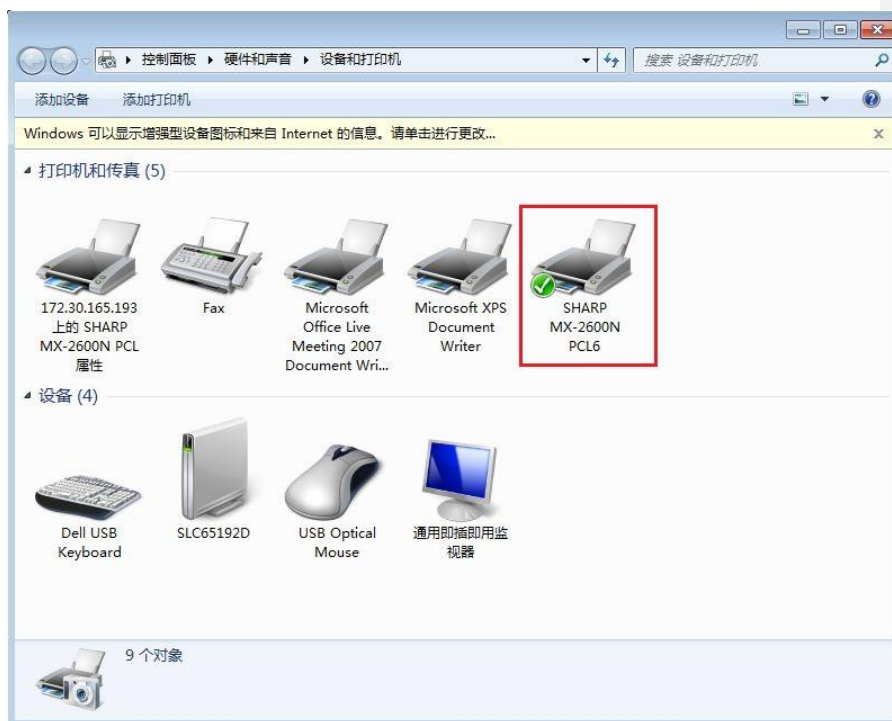 控制面板 ▸ 硬件和声音 ▸ 设备和打印机
搜索 设备和打印机
添加设备 添加打印机
Windows 可以显示增强型设备图标和来自 Internet 的信息。请单击进行更改...
打印机和传真 (5)
172.30.165.193
上的 SHARP
MX-2600N PCL
属性
Fax
Microsoft
Office Live
Meeting 2007
Document Wri...
Microsoft XPS
Document
Writer
SHARP
MX-2600N
PCL6
设备 (4)
Dell USB
Keyboard
SLC65192D
USB Optical
Mouse
通用即插即用监
视器
9 个对象